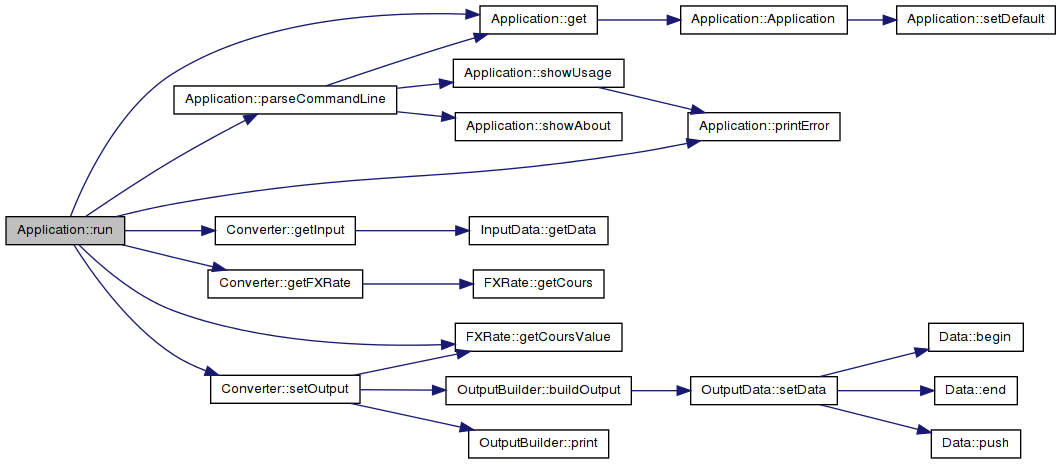 Application::get
Application::Application
Application::setDefault
Application::showUsage
Application::parseCommandLine
Application::showAbout
Application::printError
Application::run
Converter::getInput
InputData::getData
Converter::getFXRate
FXRate::getCours
FXRate::getCoursValue
Data::begin
Converter::setOutput
OutputBuilder::buildOutput
OutputData::setData
Data::end
OutputBuilder::print
Data::push